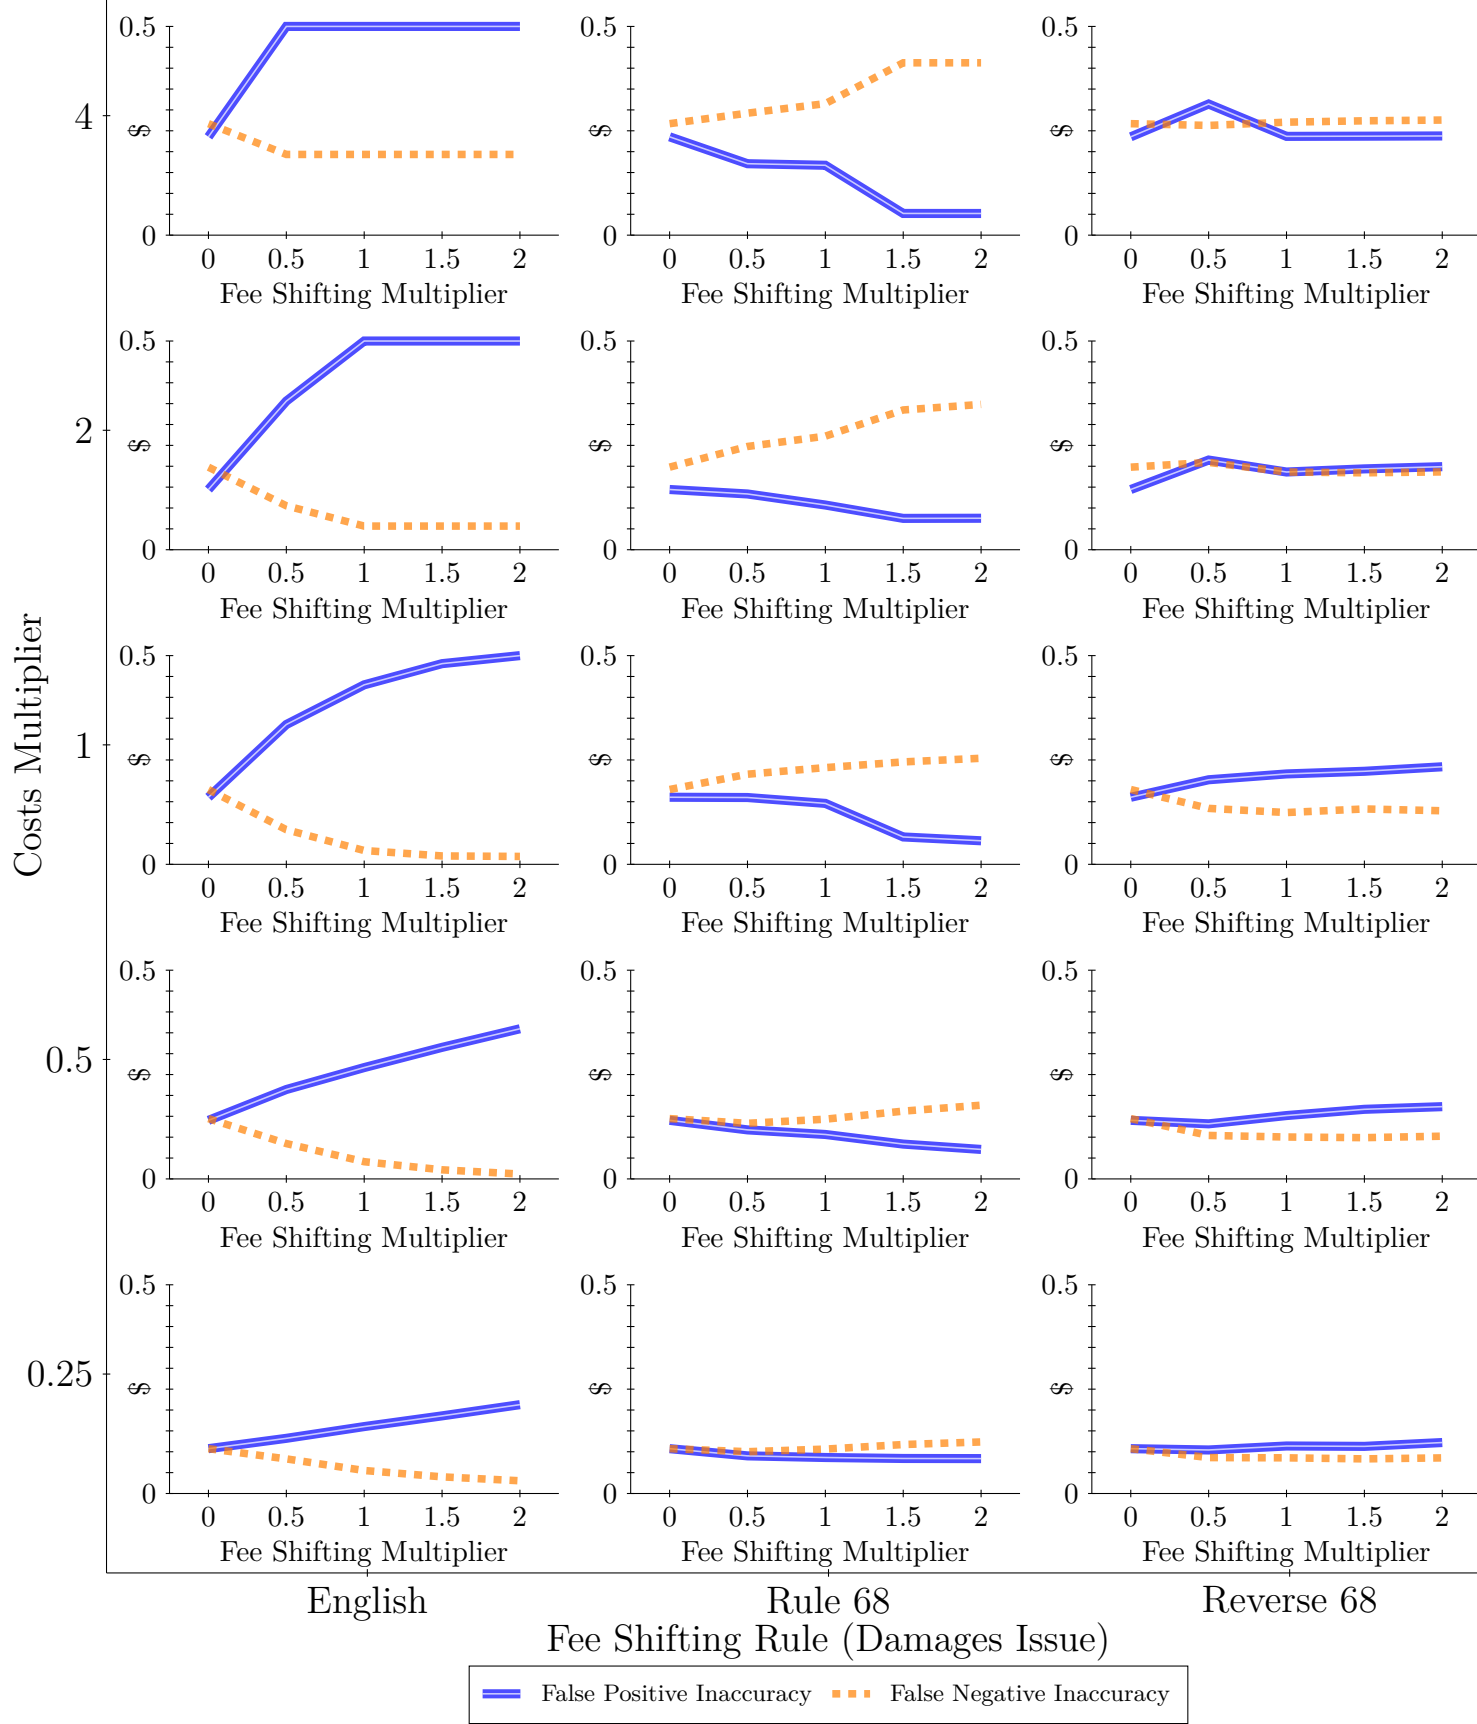 Costs Multiplier
4
0.5
$
0
0 0.5 1 1.5 2
Fee Shifting Multiplier
0.5
$
0
0 0.5 1 1.5 2
Fee Shifting Multiplier
0.5
$
0
0 0.5 1 1.5 2
Fee Shifting Multiplier
2
0.5
$
0
0 0.5 1 1.5 2
Fee Shifting Multiplier
0.5
$
0
0 0.5 1 1.5 2
Fee Shifting Multiplier
0.5
$
0
0 0.5 1 1.5 2
Fee Shifting Multiplier
1
0.5
$
0
0 0.5 1 1.5 2
Fee Shifting Multiplier
0.5
$
0
0 0.5 1 1.5 2
Fee Shifting Multiplier
0.5
$
0
0 0.5 1 1.5 2
Fee Shifting Multiplier
0.5
0.5
$
0
0 0.5 1 1.5 2
Fee Shifting Multiplier
0.5
$
0
0 0.5 1 1.5 2
Fee Shifting Multiplier
0.5
$
0
0 0.5 1 1.5 2
Fee Shifting Multiplier
0.25
0.5
$
0
0 0.5 1 1.5 2
Fee Shifting Multiplier
0.5
$
0
0 0.5 1 1.5 2
Fee Shifting Multiplier
0.5
$
0
0 0.5 1 1.5 2
Fee Shifting Multiplier
English
Rule 68
Reverse 68
Fee Shifting Rule (Damages Issue)
False Positive Inaccuracy
False Negative Inaccuracy